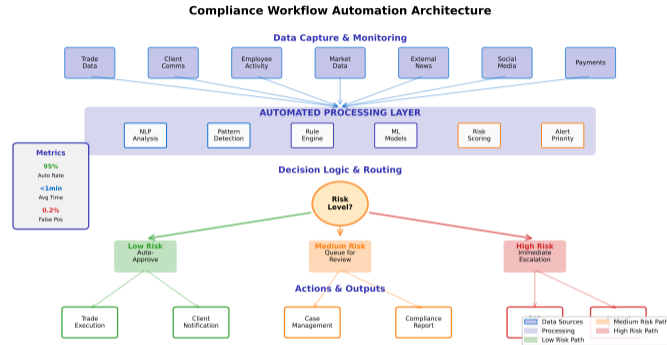 Compliance Workflow Automation Architecture
Data Capture & Monitoring
Trade
Data
Client
Comms
Employee
Activity
Market
Data
External
News
Social
Media
Payments
AUTOMATED PROCESSING LAYER
NLP
Analysis
Pattern
Detection
Rule
Engine
ML
Models
Risk
Scoring
Alert
Priority
Metrics
95%
Auto Rate
<1min
Avg Time
0.2%
False Pos
Decision Logic & Routing
Risk
Level?
Low Risk
Auto-
Approve
Medium Risk
Queue for
Review
High Risk
Immediate
Escalation
Actions & Outputs
Trade
Execution
Client
Notification
Case
Management
Compliance
Report
Data Sources
Processing
Low Risk Path
Medium Risk Path
High Risk Path